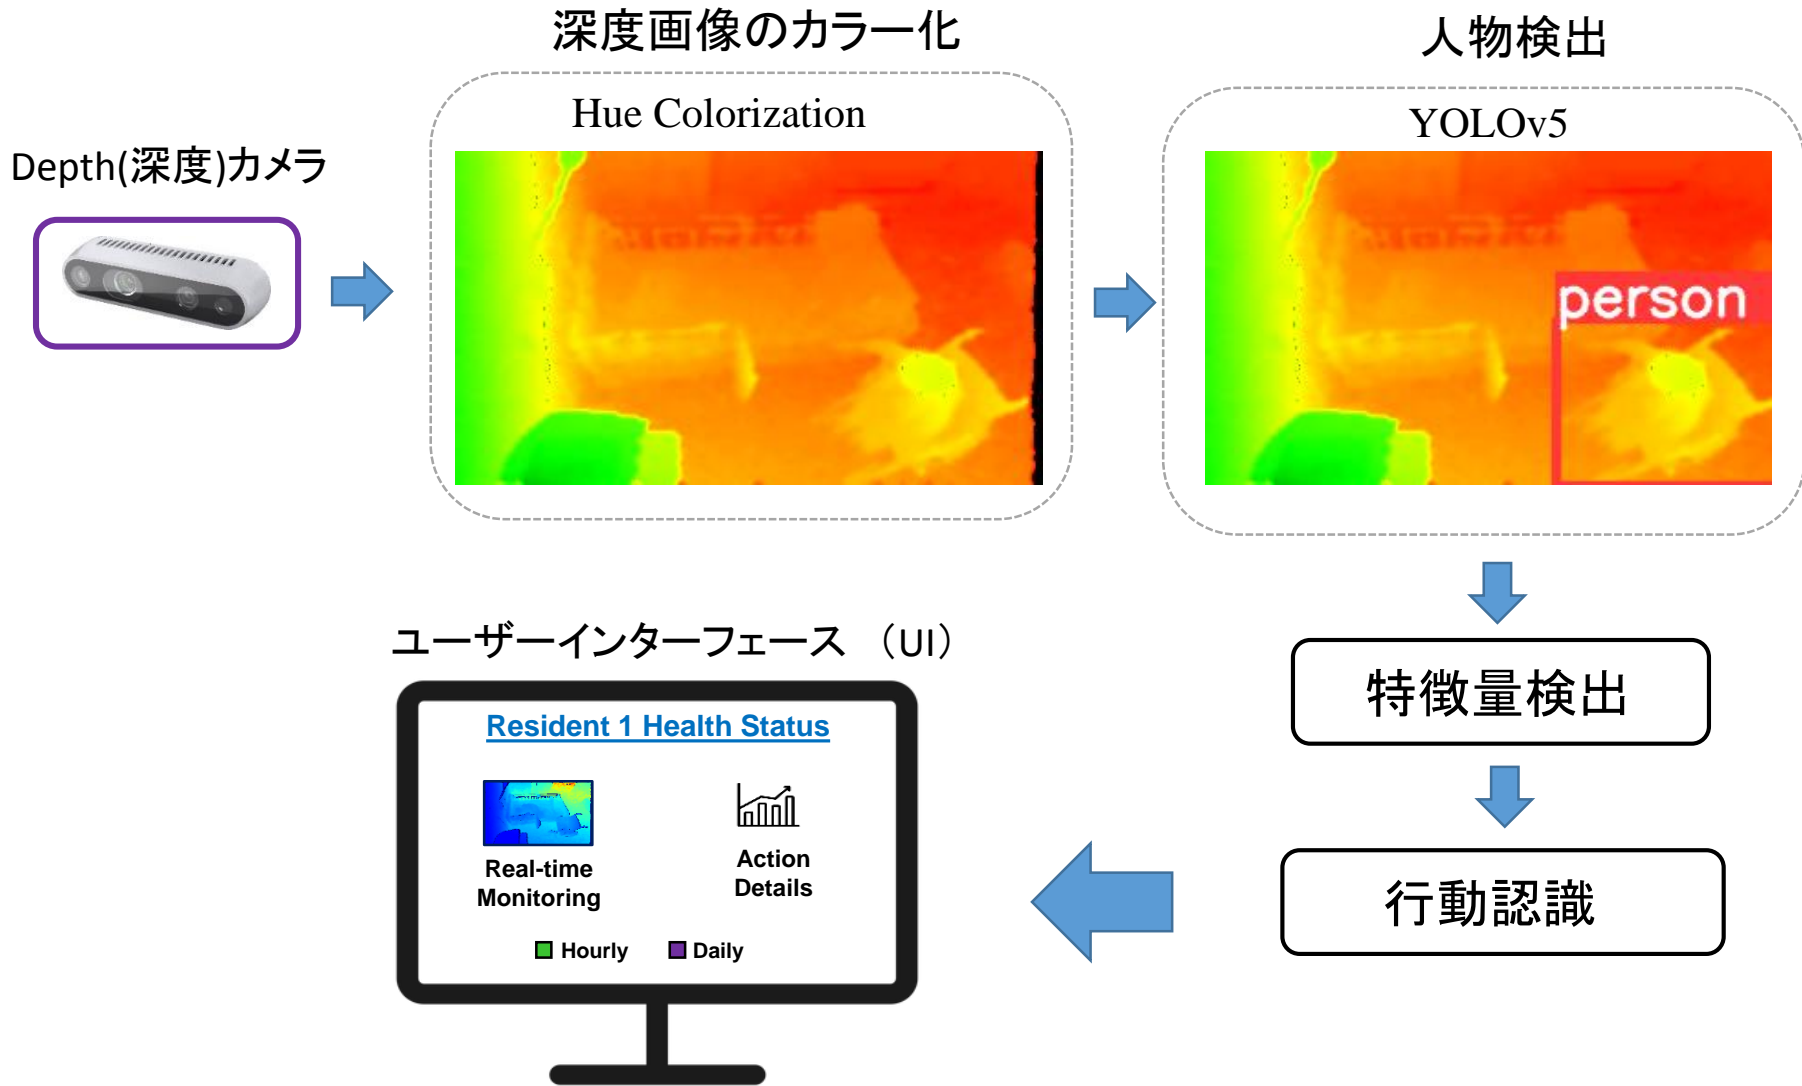 深度画像のカラー化
人物検出
Hue Colorization
YOLOv5
Depth(深度)カメラ
person
ユーザーインターフェース （UI）
特徴量検出
Resident 1 Health Status
Real-time
Monitoring
Action
Details
行動認識
Hourly
Daily